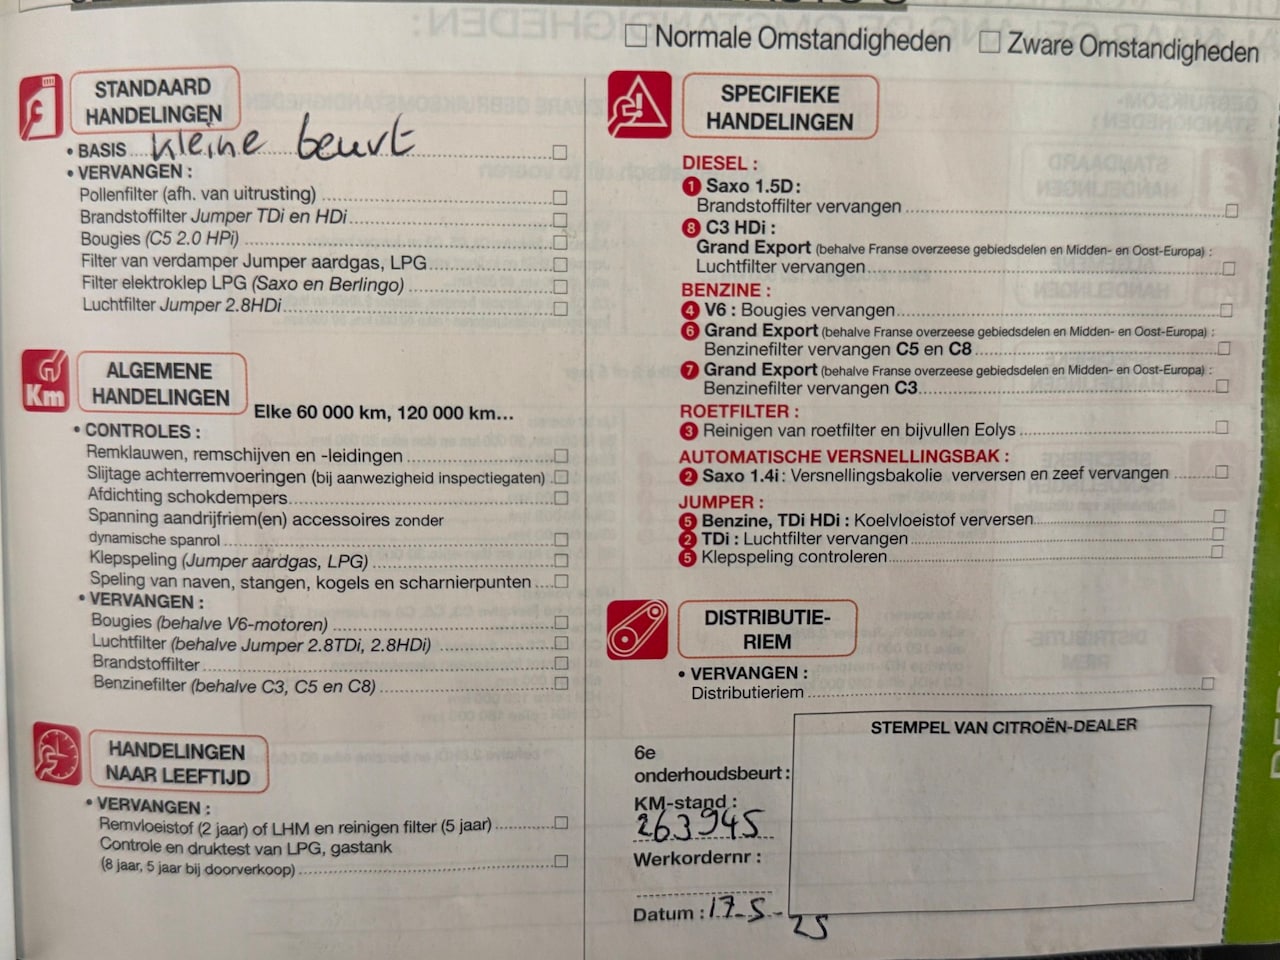 ☐ Normale Omstandigheden ☐ Zware Omstandigheden
STANDAARD
HANDELINGEN
• BASIS kleine beurt ☐
• VERVANGEN :
Pollenfilter (afh. van uitrusting) ☐
Brandstoffilter Jumper TDi en HDi ☐
Bougies (C5 2.0 HPi) ☐
Filter van verdamper Jumper aardgas, LPG ☐
Filter elektroklep LPG (Saxo en Berlingo) ☐
Luchtfilter Jumper 2.8HDi ☐
Km
ALGEMENE
HANDELINGEN
Elke 60 000 km, 120 000 km...
• CONTROLES :
Remklauwen, remschijven en -leidingen ☐
Slijtage achterremvoeringen (bij aanwezigheid inspectiegaten) ☐
Afdichting schokdempers ☐
Spanning aandrijfriem(en) accessoires zonder
dynamische spanrol ☐
Klepspeling (Jumper aardgas, LPG) ☐
Speling van naven, stangen, kogels en scharnierpunten ☐
• VERVANGEN :
Bougies (behalve V6-motoren) ☐
Luchtfilter (behalve Jumper 2.8TDi, 2.8HDi) ☐
Brandstoffilter ☐
Benzinefilter (behalve C3, C5 en C8) ☐
HANDELINGEN
NAAR LEEFTIJD
• VERVANGEN :
Remvloeistof (2 jaar) of LHM en reinigen filter (5 jaar) ☐
Controle en druktest van LPG, gastank
(8 jaar, 5 jaar bij doorverkoop) ☐
SPECIFIEKE
HANDELINGEN
DIESEL :
1 Saxo 1.5D :
Brandstoffilter vervangen ☐
8 C3 HDi :
Grand Export (behalve Franse overzeese gebiedsdelen en Midden- en Oost-Europa) :
Luchtfilter vervangen ☐
BENZINE :
4 V6 : Bougies vervangen ☐
6 Grand Export (behalve Franse overzeese gebiedsdelen en Midden- en Oost-Europa) :
Benzinefilter vervangen C5 en C8 ☐
7 Grand Export (behalve Franse overzeese gebiedsdelen en Midden- en Oost-Europa) :
Benzinefilter vervangen C3 ☐
ROETFILTER :
3 Reinigen van roetfilter en bijvullen Eolys ☐
AUTOMATISCHE VERSNELLINGSBAK :
2 Saxo 1.4i : Versnellingsbakolie verversen en zeef vervangen ☐
JUMPER :
5 Benzine, TDi HDi : Koelvloeistof verversen ☐
2 TDi : Luchtfilter vervangen ☐
5 Klepspeling controleren ☐
DISTRIBUTIE-
RIEM
• VERVANGEN :
Distributieriem ☐
6e
onderhoudsbeurt :
KM-stand :
263945
Werkordernr :
Datum : 17-5-25
STEMPEL VAN CITROËN-DEALER